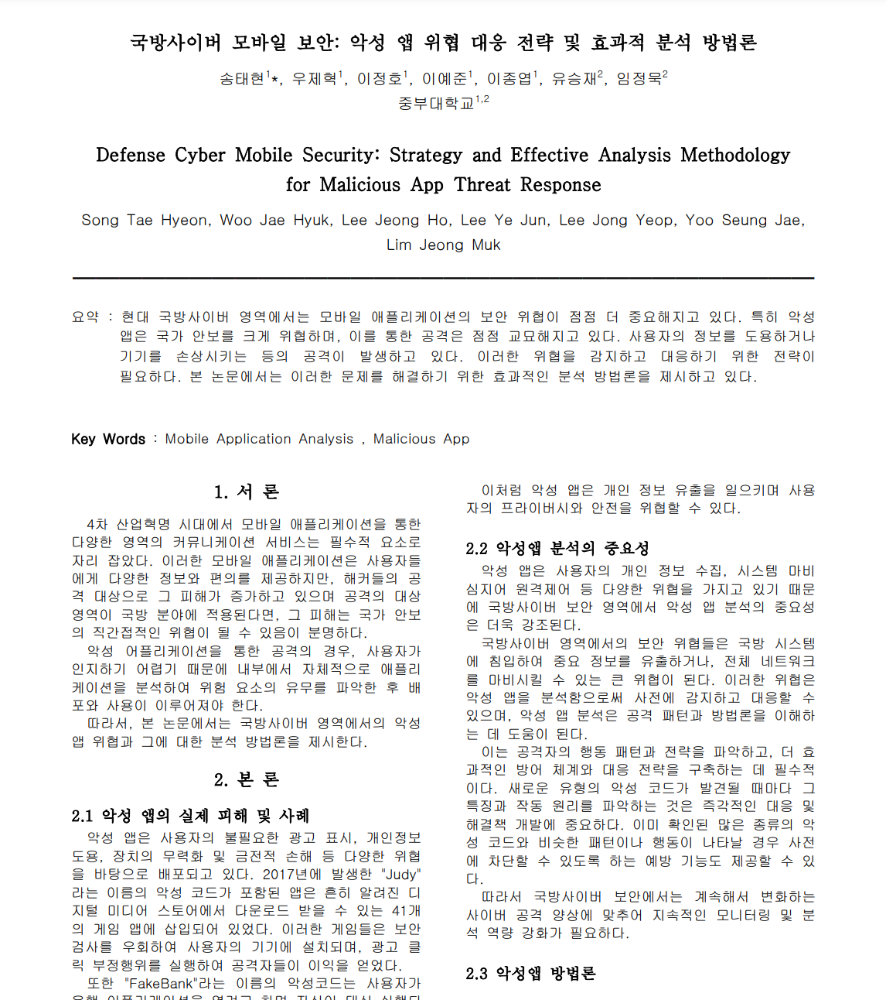 국방사이버 모바일 보안: 악성 앱 위협 대응 전략 및 효과적 분석 방법론
송태현1*, 우제혁1, 이정호1, 이예준1, 이종엽1, 유승재2, 임정묵2
중부대학교1,2
Defense Cyber Mobile Security: Strategy and Effective Analysis Methodology
for Malicious App Threat Response
Song Tae Hyeon, Woo Jae Hyuk, Lee Jeong Ho, Lee Ye Jun, Lee Jong Yeop, Yoo Seung Jae,
Lim Jeong Muk
요약 : 현대 국방사이버 영역에서는 모바일 애플리케이션의 보안 위협이 점점 더 중요해지고 있다. 특히 악성
앱은 국가 안보를 크게 위협하며, 이를 통한 공격은 점점 교묘해지고 있다. 사용자의 정보를 도용하거나
기기를 손상시키는 등의 공격이 발생하고 있다. 이러한 위협을 감지하고 대응하기 위한 전략이
필요하다. 본 논문에서는 이러한 문제를 해결하기 위한 효과적인 분석 방법론을 제시하고 있다.
Key Words : Mobile Application Analysis , Malicious App
1. 서 론
4차 산업혁명 시대에서 모바일 애플리케이션을 통한
다양한 영역의 커뮤니케이션 서비스는 필수적 요소로
자리 잡았다. 이러한 모바일 애플리케이션은 사용자들
에게 다양한 정보와 편의를 제공하지만, 해커들의 공
격 대상으로 그 피해가 증가하고 있으며 공격의 대상
영역이 국방 분야에 적용된다면, 그 피해는 국가 안보
의 직간접적인 위협이 될 수 있음이 분명하다.
악성 어플리케이션을 통한 공격의 경우, 사용자가
인지하기 어렵기 때문에 내부에서 자체적으로 애플리
케이션을 분석하여 위험 요소의 유무를 파악한 후 배
포와 사용이 이루어져야 한다.
따라서, 본 논문에서는 국방사이버 영역에서의 악성
앱 위협과 그에 대한 분석 방법론을 제시한다.
2. 본 론
2.1 악성 앱의 실제 피해 및 사례
악성 앱은 사용자의 불필요한 광고 표시, 개인정보
도용, 장치의 무력화 및 금전적 손해 등 다양한 위협
을 바탕으로 배포되고 있다. 2017년에 발생한 "Judy"
라는 이름의 악성 코드가 포함된 앱은 흔히 알려진 디
지털 미디어 스토어에서 다운로드 받을 수 있는 41개
의 게임 앱에 삽입되어 있었다. 이러한 게임들은 보안
검사를 우회하여 사용자의 기기에 설치되며, 광고 클
릭 부정행위를 실행하여 공격자들이 이익을 얻었다.
또한 "FakeBank"라는 이름의 악성코드는 사용자가
이처럼 악성 앱은 개인 정보 유출을 일으키며 사용
자의 프라이버시와 안전을 위협할 수 있다.
2.2 악성앱 분석의 중요성
악성 앱은 사용자의 개인 정보 수집, 시스템 마비
심지어 원격제어 등 다양한 위협을 가지고 있기 때문
에 국방사이버 보안 영역에서 악성 앱 분석의 중요성
은 더욱 강조된다.
국방사이버 영역에서의 보안 위협들은 국방 시스템
에 침입하여 중요 정보를 유출하거나, 전체 네트워크
를 마비시킬 수 있는 큰 위협이 된다. 이러한 위협은
악성 앱을 분석함으로써 사전에 감지하고 대응할 수
있으며, 악성 앱 분석은 공격 패턴과 방법론을 이해하
는 데 도움이 된다.
이는 공격자의 행동 패턴과 전략을 파악하고, 더 효
과적인 방어 체계와 대응 전략을 구축하는 데 필수적
이다. 새로운 유형의 악성 코드가 발견될 때마다 그
특징과 작동 원리를 파악하는 것은 즉각적인 대응 및
해결책 개발에 중요하다. 이미 확인된 많은 종류의 악
성 코드와 비슷한 패턴이나 행동이 나타날 경우 사전
에 차단할 수 있도록 하는 예방 기능도 제공할 수 있
다.
따라서 국방사이버 보안에서는 계속해서 변화하는
사이버 공격 양상에 맞추어 지속적인 모니터링 및 분
석 역량 강화가 필요하다.
2.3 악성앱 방법론